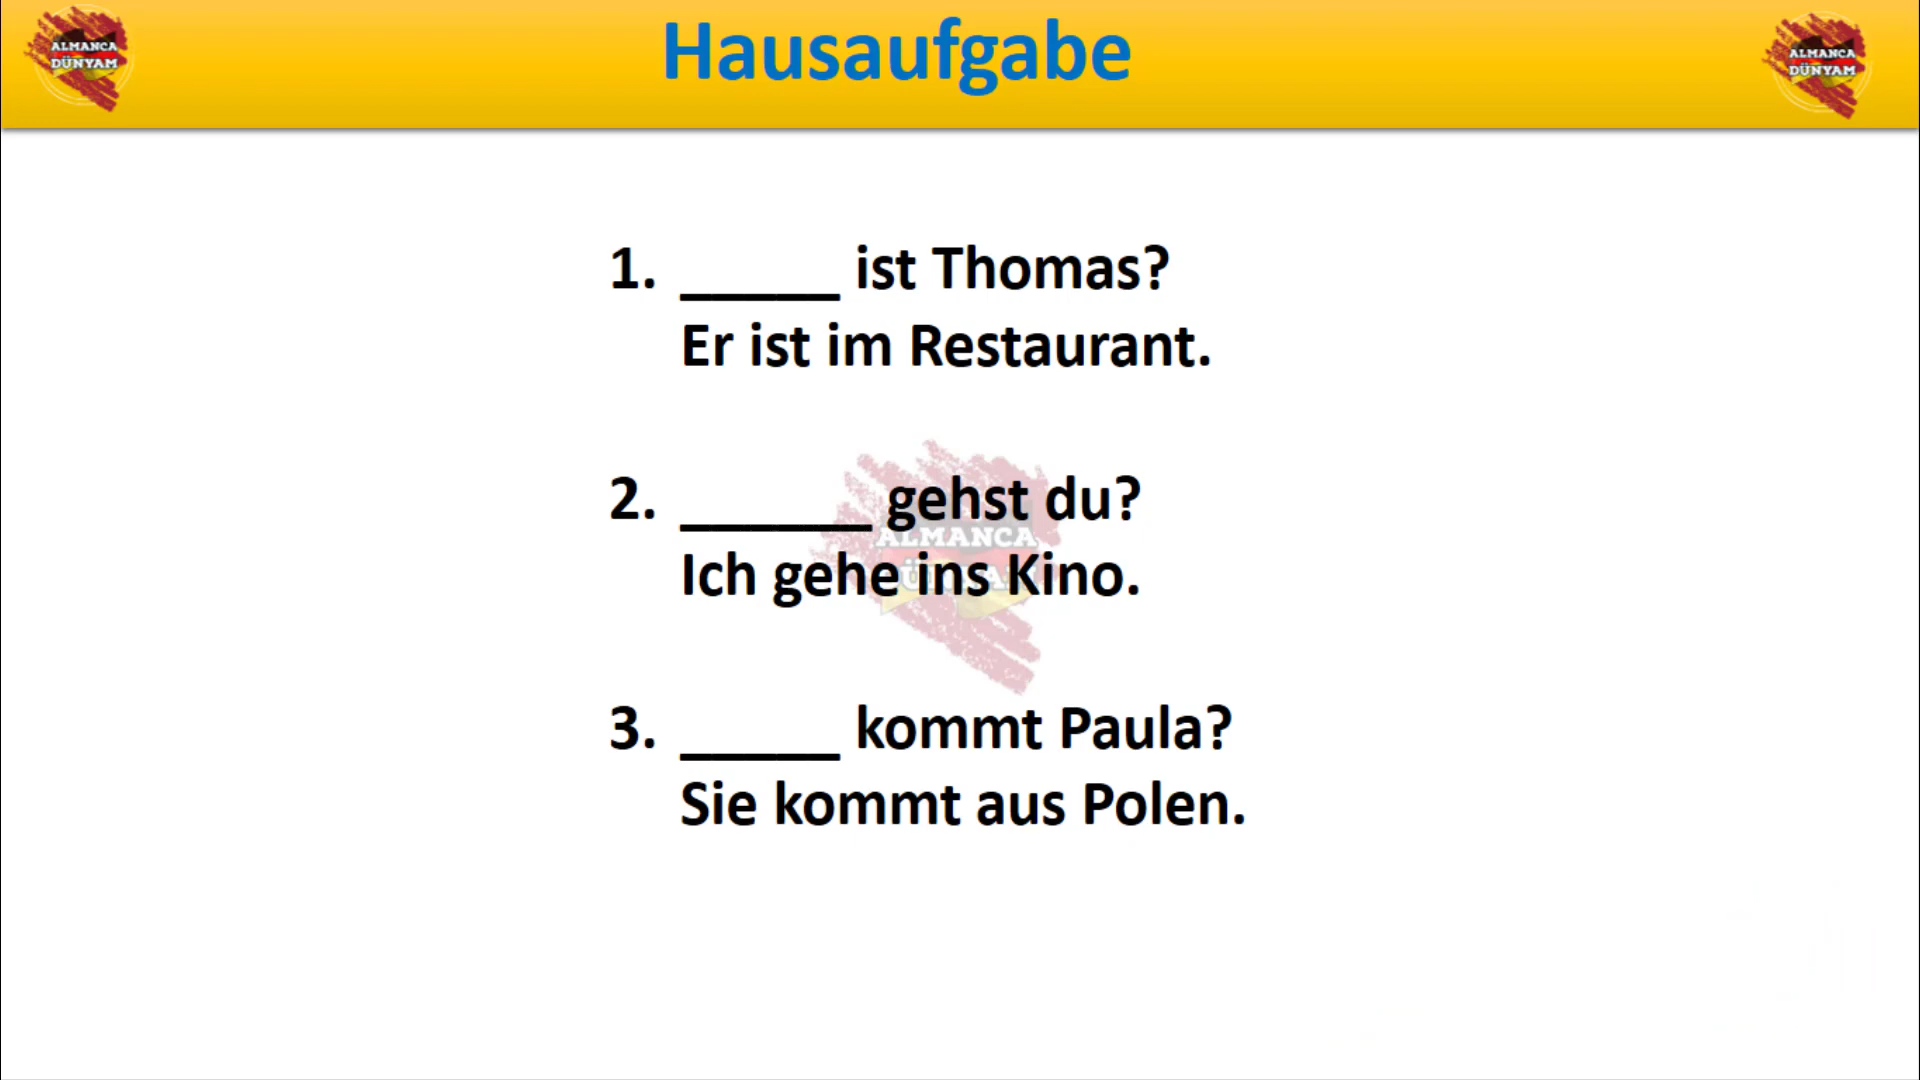 ALMANCA
DÜNYAM
Hausaufgabe
ALMANCA
DÜNYAM
1. _____ ist Thomas?
Er ist im Restaurant.
2. ______ gehst du?
ALMANCA
Ich gehe ins Kino.
3. _____ kommt Paula?
Sie kommt aus Polen.